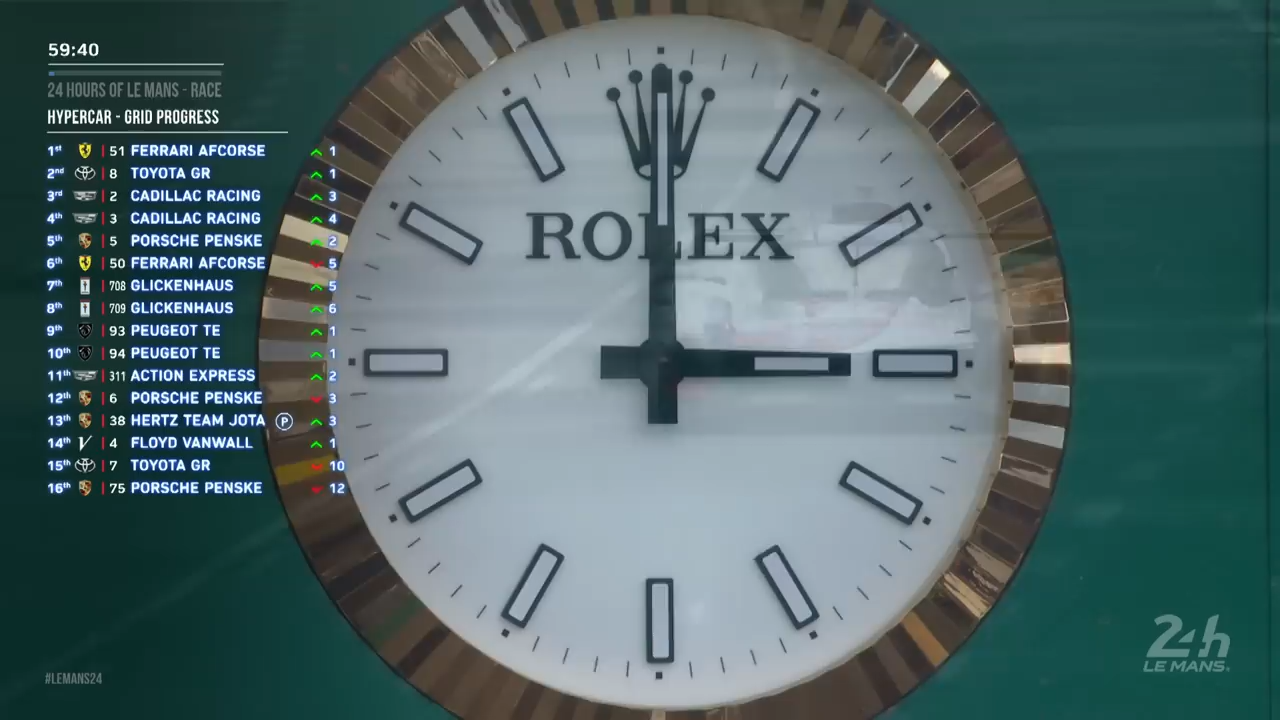 59:40
24 HOURS OF LE MANS - RACE
HYPERCAR - GRID PROGRESS
1st 51 FERRARI AFCORSE 1
2nd 8 TOYOTA GR 1
3rd 2 CADILLAC RACING 3
4th 3 CADILLAC RACING 4
5th 5 PORSCHE PENSKE 2
6th 50 FERRARI AFCORSE 5
7th 708 GLICKENHAUS 5
8th 709 GLICKENHAUS 6
9th 93 PEUGEOT TE 1
10th 94 PEUGEOT TE 1
11th 311 ACTION EXPRESS 2
12th 6 PORSCHE PENSKE 3
13th 38 HERTZ TEAM JOTA P 3
14th 4 FLOYD VANWALL 1
15th 7 TOYOTA GR 10
16th 75 PORSCHE PENSKE 12
ROLEX
#LEMANS24
24h
LE MANS